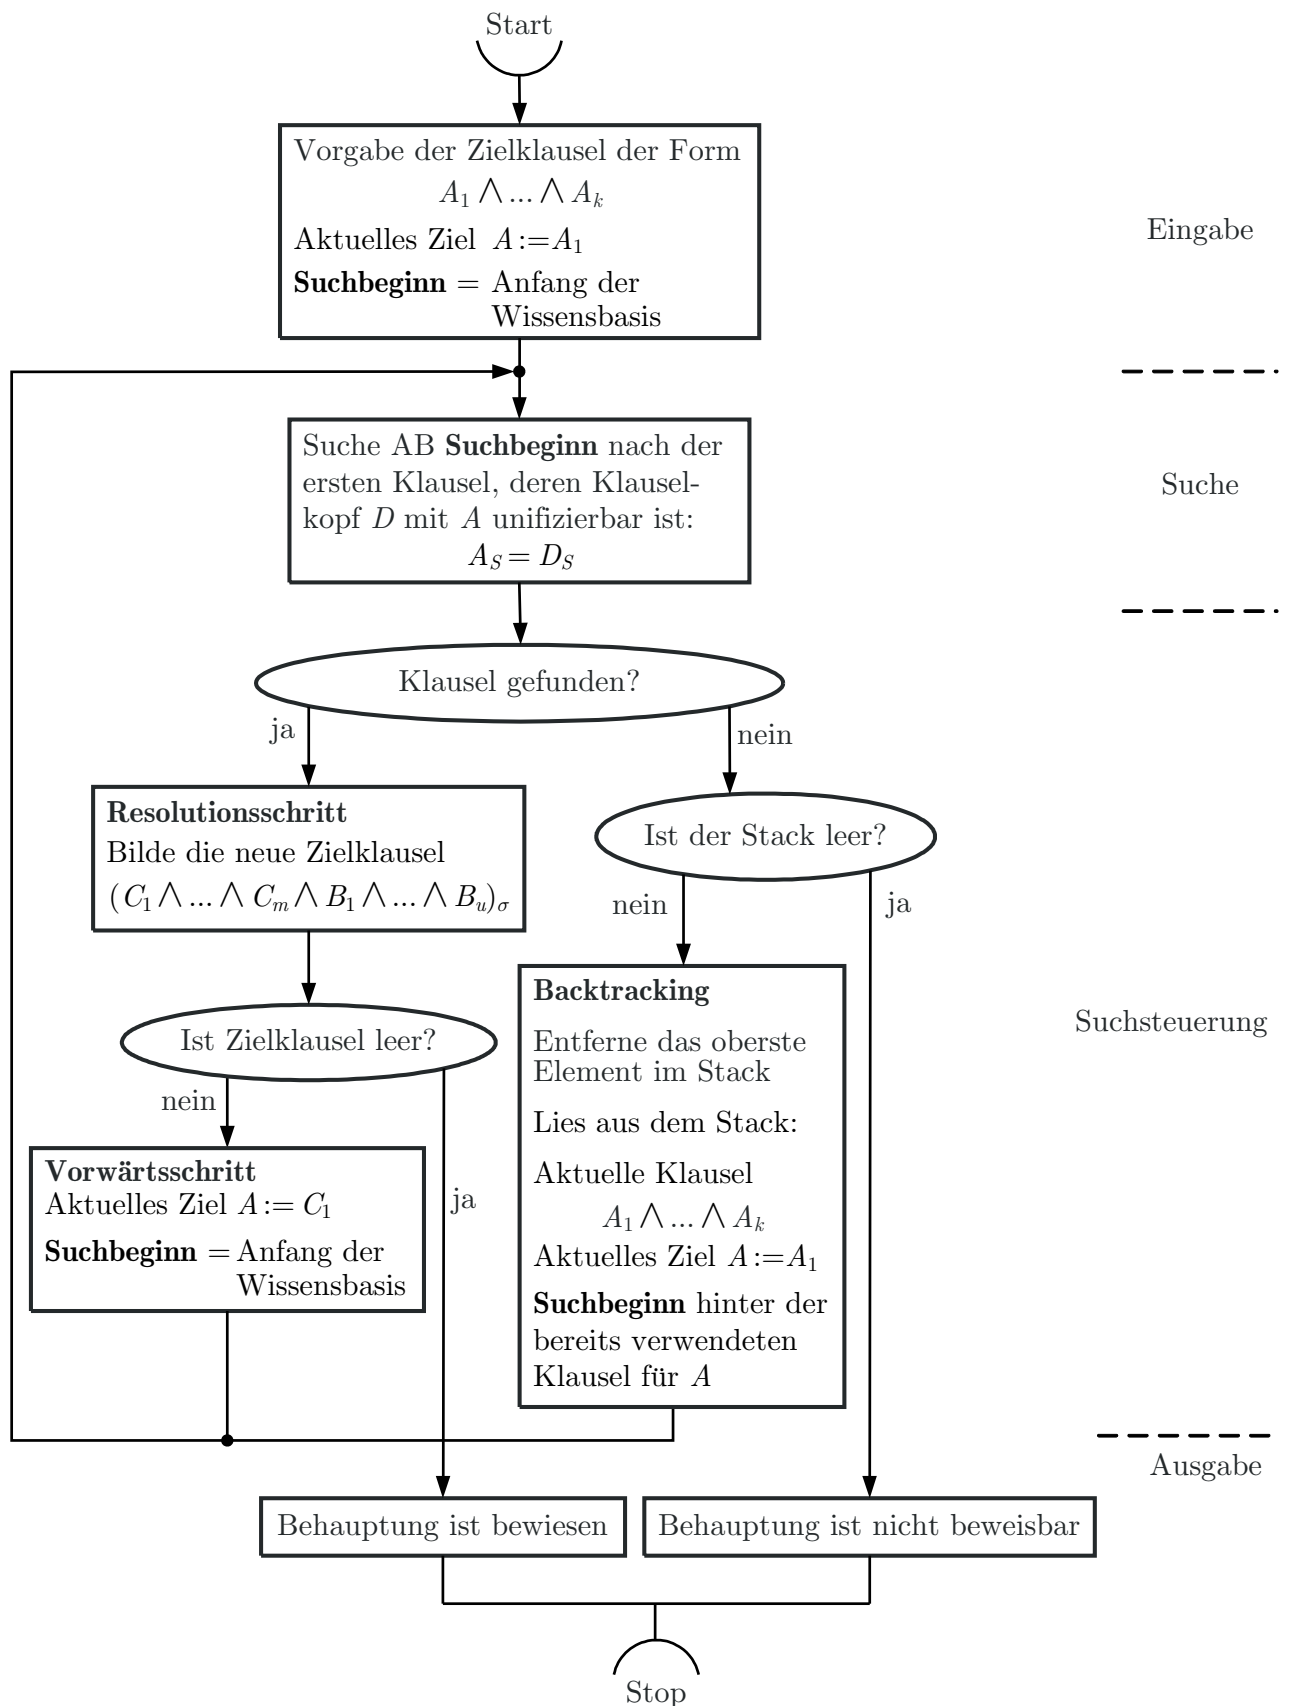 Start
Vorgabe der Zielklausel der Form
A₁ ∧ ... ∧ Aₖ
Aktuelles Ziel A := A₁
Suchbeginn = Anfang der
Wissensbasis
Eingabe
Suche AB Suchbeginn nach der
ersten Klausel, deren Klausel-
kopf D mit A unifizierbar ist:
A_S = D_S
Suche
Klausel gefunden?
ja
nein
Resolutionsschritt
Bilde die neue Zielklausel
(C₁ ∧ ... ∧ Cₘ ∧ B₁ ∧ ... ∧ Bᵤ)_σ
Ist der Stack leer?
nein
ja
Ist Zielklausel leer?
nein
ja
Vorwärtsschritt
Aktuelles Ziel A := C₁
Suchbeginn = Anfang der
Wissensbasis
Backtracking
Entferne das oberste
Element im Stack
Lies aus dem Stack:
Aktuelle Klausel
A₁ ∧ ... ∧ Aₖ
Aktuelles Ziel A := A₁
Suchbeginn hinter der
bereits verwendeten
Klausel für A
Suchsteuerung
Ausgabe
Behauptung ist bewiesen
Behauptung ist nicht beweisbar
Stop